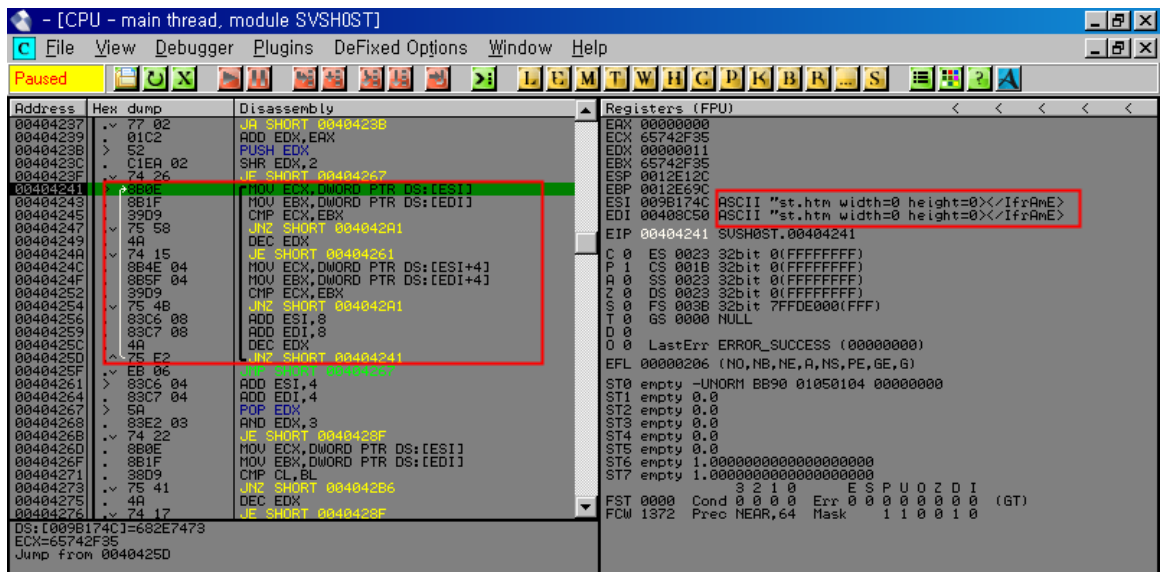 - [CPU - main thread, module SVSH0ST]
C File View Debugger Plugins DeFixed Options Window Help
Paused L E M T W H C P K B R ... S ? A
Address Hex dump Disassembly
00404237 .v 77 02 JA SHORT 0040423B
00404239 . 01C2 ADD EDX,EAX
0040423B > 52 PUSH EDX
0040423C . C1EA 02 SHR EDX,2
0040423F .v 74 26 JE SHORT 00404267
00404241 > 8B0E MOV ECX,DWORD PTR DS:[ESI]
00404243 . 8B1F MOV EBX,DWORD PTR DS:[EDI]
00404245 . 39D9 CMP ECX,EBX
00404247 .v 75 58 JNZ SHORT 004042A1
00404249 . 4A DEC EDX
0040424A .v 74 15 JE SHORT 00404261
0040424C . 8B4E 04 MOV ECX,DWORD PTR DS:[ESI+4]
0040424F . 8B5F 04 MOV EBX,DWORD PTR DS:[EDI+4]
00404252 . 39D9 CMP ECX,EBX
00404254 .v 75 4B JNZ SHORT 004042A1
00404256 . 83C6 08 ADD ESI,8
00404259 . 83C7 08 ADD EDI,8
0040425C . 4A DEC EDX
0040425D .^ 75 E2 JNZ SHORT 00404241
0040425F .v EB 06 JMP SHORT 00404267
00404261 > 83C6 04 ADD ESI,4
00404264 . 83C7 04 ADD EDI,4
00404267 > 5A POP EDX
00404268 . 83E2 03 AND EDX,3
0040426B .v 74 22 JE SHORT 0040428F
0040426D . 8B0E MOV ECX,DWORD PTR DS:[ESI]
0040426F . 8B1F MOV EBX,DWORD PTR DS:[EDI]
00404271 . 38D9 CMP CL,BL
00404273 .v 75 41 JNZ SHORT 004042B6
00404275 . 4A DEC EDX
00404276 .v 74 17 JE SHORT 0040428F
DS:[009B174C]=682E7473
ECX=65742F35
Jump from 0040425D
Registers (FPU) < < < < <
EAX 00000000
ECX 65742F35
EDX 00000011
EBX 65742F35
ESP 0012E12C
EBP 0012E69C
ESI 009B174C ASCII "st.htm width=0 height=0></IfrAmE>
EDI 00408C50 ASCII "st.htm width=0 height=0></IfrAmE>
EIP 00404241 SVSH0ST.00404241
C 0 ES 0023 32bit 0(FFFFFFFF)
P 1 CS 001B 32bit 0(FFFFFFFF)
A 0 SS 0023 32bit 0(FFFFFFFF)
Z 0 DS 0023 32bit 0(FFFFFFFF)
S 0 FS 003B 32bit 7FFDE000(FFF)
T 0 GS 0000 NULL
D 0
O 0 LastErr ERROR_SUCCESS (00000000)
EFL 00000206 (NO,NB,NE,A,NS,PE,GE,G)
ST0 empty -UNORM BB90 01050104 00000000
ST1 empty 0.0
ST2 empty 0.0
ST3 empty 0.0
ST4 empty 0.0
ST5 empty 0.0
ST6 empty 1.0000000000000000000
ST7 empty 1.0000000000000000000
3 2 1 0 E S P U O Z D I
FST 0000 Cond 0 0 0 0 Err 0 0 0 0 0 0 0 0 (GT)
FCW 1372 Prec NEAR,64 Mask 1 1 0 0 1 0